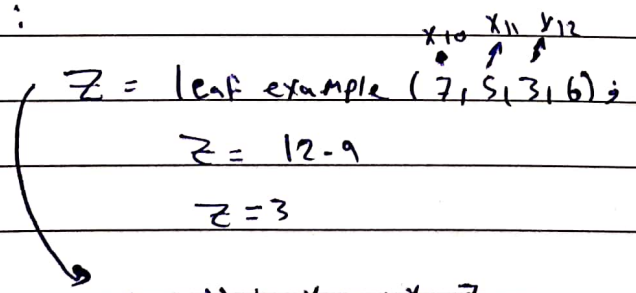 :
x10 x11 x12
Z = leaf example (7, 5, 3, 6);
Z = 12-9
Z = 3